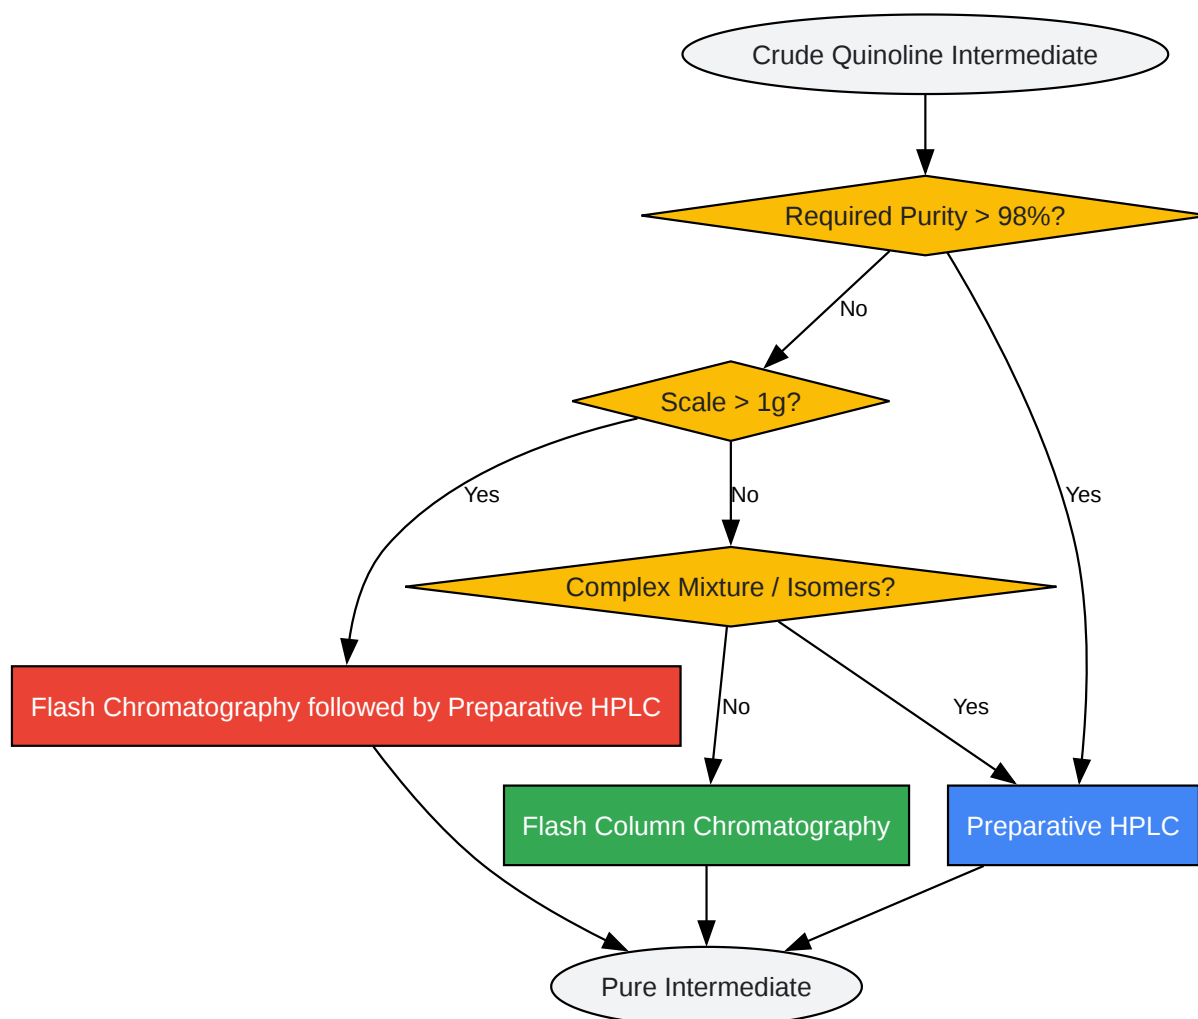 Crude Quinoline Intermediate
Required Purity > 98%?
No
Scale > 1g?
Yes
No
Yes
Complex Mixture / Isomers?
Flash Chromatography followed by Preparative HPLC
No
Yes
Flash Column Chromatography
Preparative HPLC
Pure Intermediate